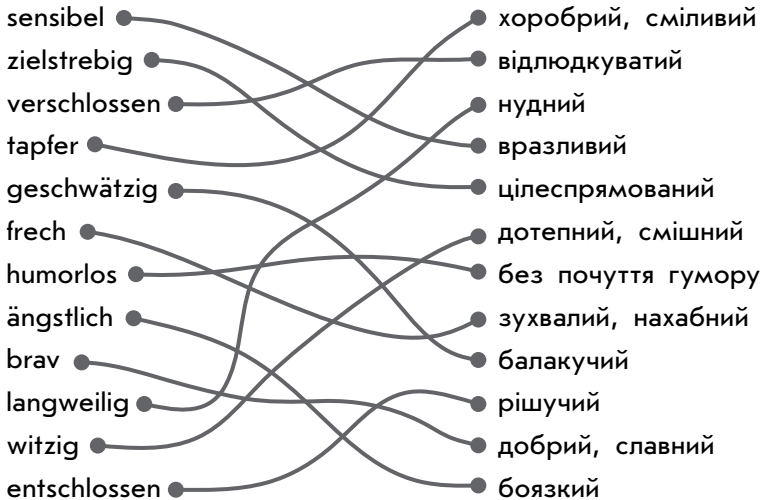 sensibel хоробрий, сміливий
zielstrebig відлюдкуватий
verschlossen нудний
tapfer вразливий
geschwätzig цілеспрямований
frech дотепний, смішний
humorlos без почуття гумору
ängstlich зухвалий, нахабний
brav балакучий
langweilig рішучий
witzig добрий, славний
entschlossen боязкий